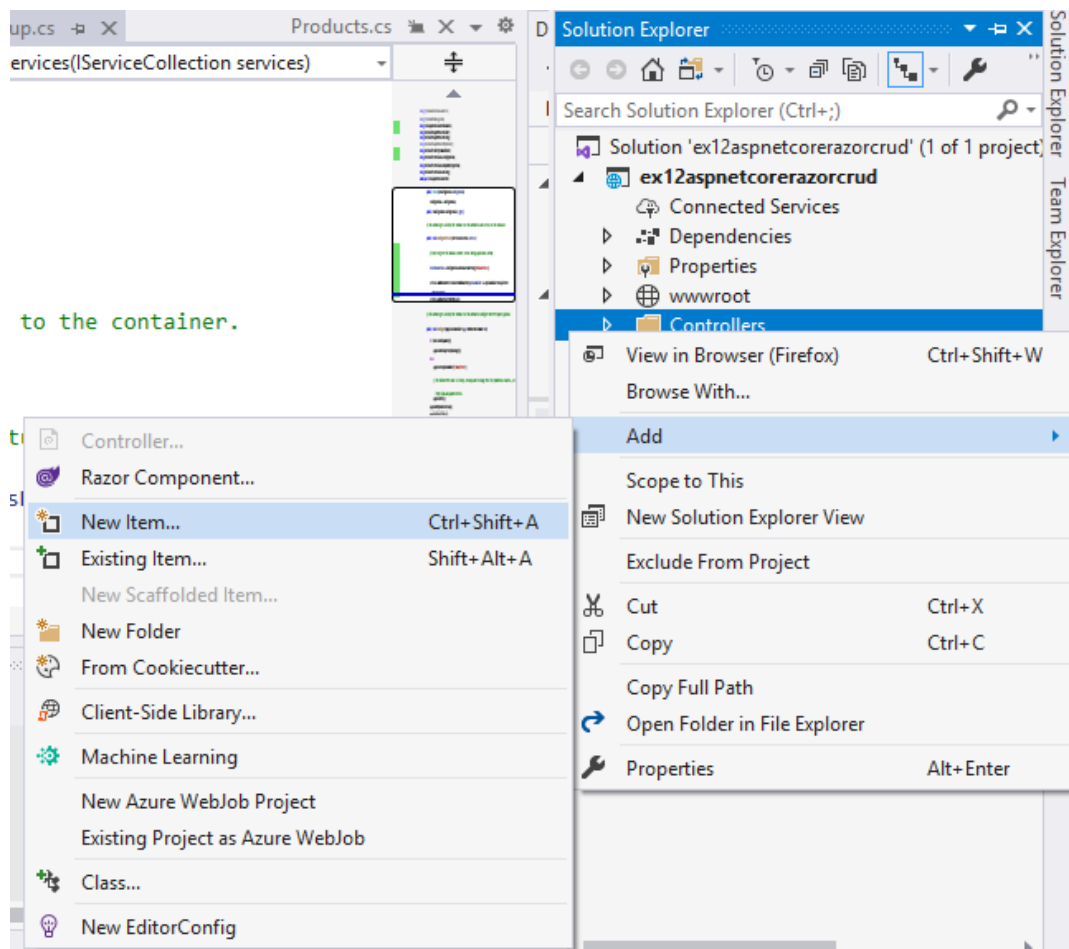 up.cs
Products.cs
ervices(IServiceCollection services)
to the container.
D
Solution Explorer
Search Solution Explorer (Ctrl+;)
Solution 'ex12aspnetcorerazorcrud' (1 of 1 project)
ex12aspnetcorerazorcrud
Connected Services
Dependencies
Properties
wwwroot
Controllers
Solution Explorer
Team Explorer
View in Browser (Firefox) Ctrl+Shift+W
Browse With...
Add
Scope to This
New Solution Explorer View
Exclude From Project
Cut Ctrl+X
Copy Ctrl+C
Copy Full Path
Open Folder in File Explorer
Properties Alt+Enter
Controller...
Razor Component...
New Item... Ctrl+Shift+A
Existing Item... Shift+Alt+A
New Scaffolded Item...
New Folder
From Cookiecutter...
Client-Side Library...
Machine Learning
New Azure WebJob Project
Existing Project as Azure WebJob
Class...
New EditorConfig